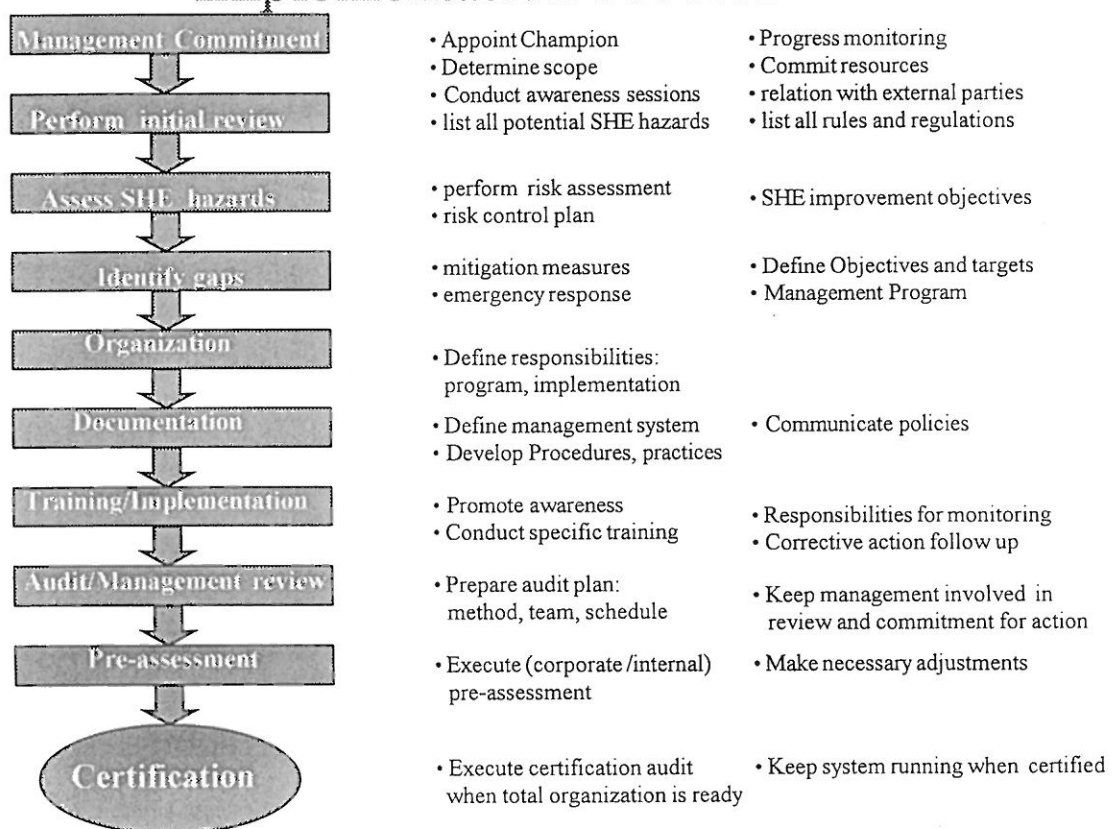 Management Commitment
• Appoint Champion
• Progress monitoring
• Determine scope
• Commit resources
• Conduct awareness sessions
• relation with external parties
Perform initial review
• list all potential SHE hazards
• list all rules and regulations
Assess SHE hazards
• perform risk assessment
• SHE improvement objectives
• risk control plan
Identify gaps
• mitigation measures
• Define Objectives and targets
• emergency response
• Management Program
Organization
• Define responsibilities:
program, implementation
Documentation
• Define management system
• Communicate policies
• Develop Procedures, practices
Training/Implementation
• Promote awareness
• Responsibilities for monitoring
• Conduct specific training
• Corrective action follow up
Audit/Management review
• Prepare audit plan:
method, team, schedule
• Keep management involved in
review and commitment for action
Pre-assessment
• Execute (corporate /internal)
pre-assessment
• Make necessary adjustments
Certification
• Execute certification audit
when total organization is ready
• Keep system running when certified